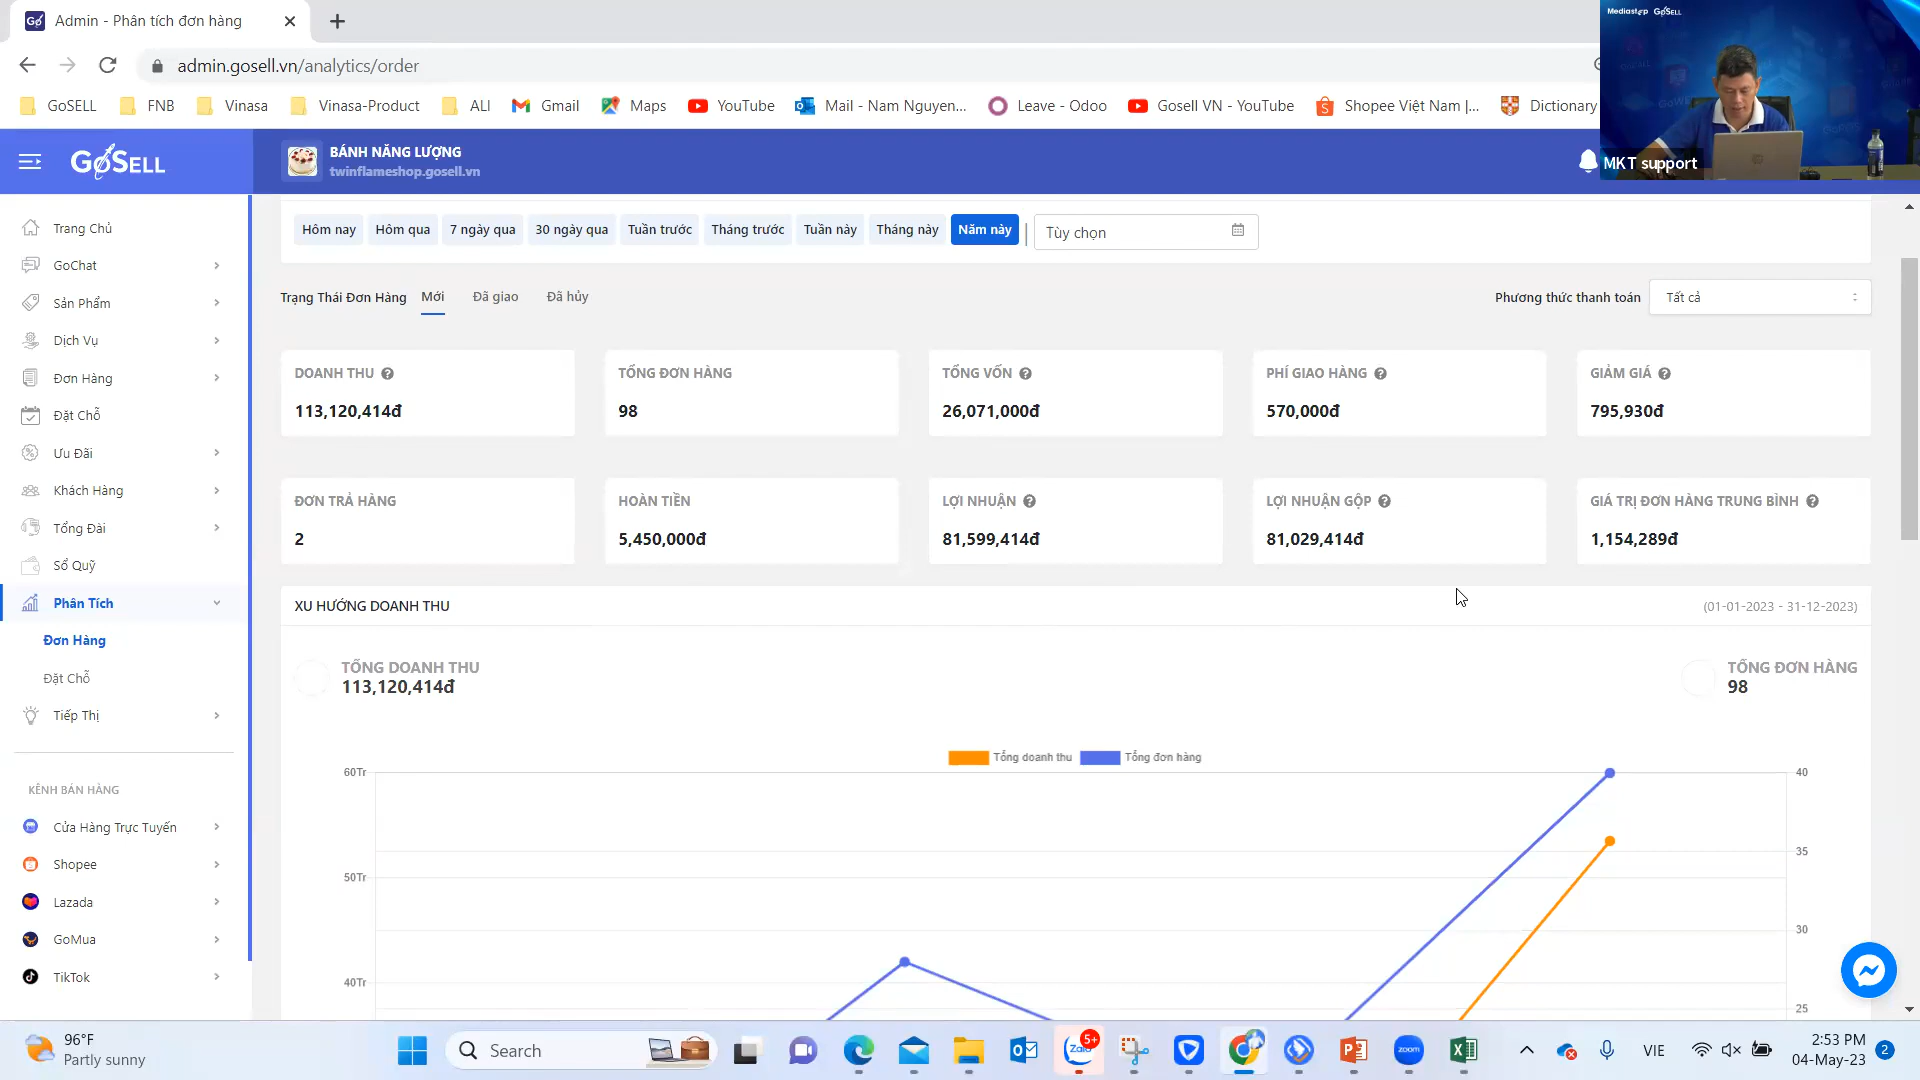 Admin - Phân tích đơn hàng
admin.gosell.vn/analytics/order
GoSELL
FNB
Vinasa
Vinasa-Product
ALI
Gmail
Maps
YouTube
Mail - Nam Nguyen...
Leave - Odoo
Gosell VN - YouTube
Shopee Việt Nam |...
Dictionary
Mediastep GoSELL
MKT support
GoSELL
BÁNH NĂNG LƯỢNG
twinflameshop.gosell.vn
Trang Chủ
GoChat
Sản Phẩm
Dịch Vụ
Đơn Hàng
Đặt Chỗ
Ưu Đãi
Khách Hàng
Tổng Đài
Sổ Quỹ
Phân Tích
Đơn Hàng
Đặt Chỗ
Tiếp Thị
KÊNH BÁN HÀNG
Cửa Hàng Trực Tuyến
Shopee
Lazada
GoMua
TikTok
Hôm nay
Hôm qua
7 ngày qua
30 ngày qua
Tuần trước
Tháng trước
Tuần này
Tháng này
Năm này
Tùy chọn
Trạng Thái Đơn Hàng
Mới
Đã giao
Đã hủy
Phương thức thanh toán
Tất cả
DOANH THU
113,120,414đ
TỔNG ĐƠN HÀNG
98
TỔNG VỐN
26,071,000đ
PHÍ GIAO HÀNG
570,000đ
GIẢM GIÁ
795,930đ
ĐƠN TRẢ HÀNG
2
HOÀN TIỀN
5,450,000đ
LỢI NHUẬN
81,599,414đ
LỢI NHUẬN GỘP
81,029,414đ
GIÁ TRỊ ĐƠN HÀNG TRUNG BÌNH
1,154,289đ
XU HƯỚNG DOANH THU
(01-01-2023 - 31-12-2023)
TỔNG DOANH THU
113,120,414đ
TỔNG ĐƠN HÀNG
98
Tổng doanh thu
Tổng đơn hàng
60Tr
50Tr
40Tr
40
35
30
25
96°F
Partly sunny
Search
Zalo
5+
zoom
VIE
2:53 PM
04-May-23
2